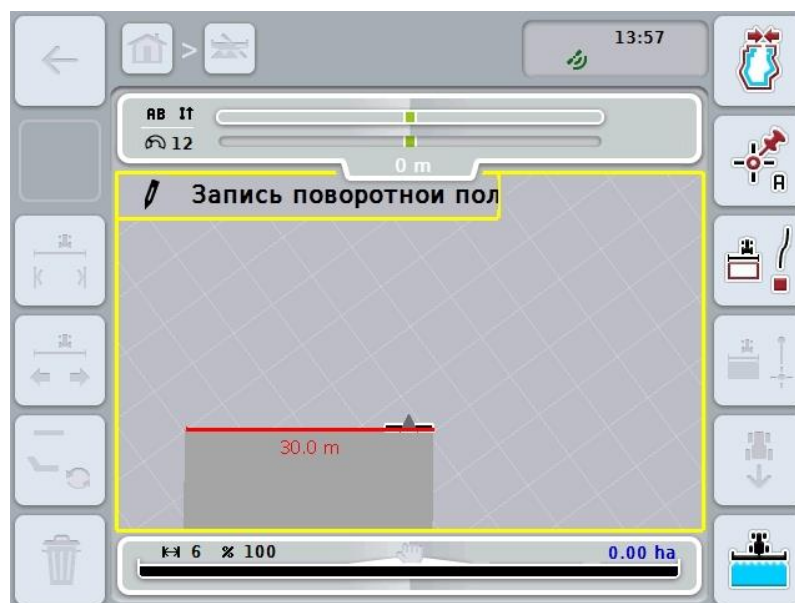 >
13:57
AB
12
0 m
A
Запись поворотной пол
30.0 m
6 % 100
0.00 ha